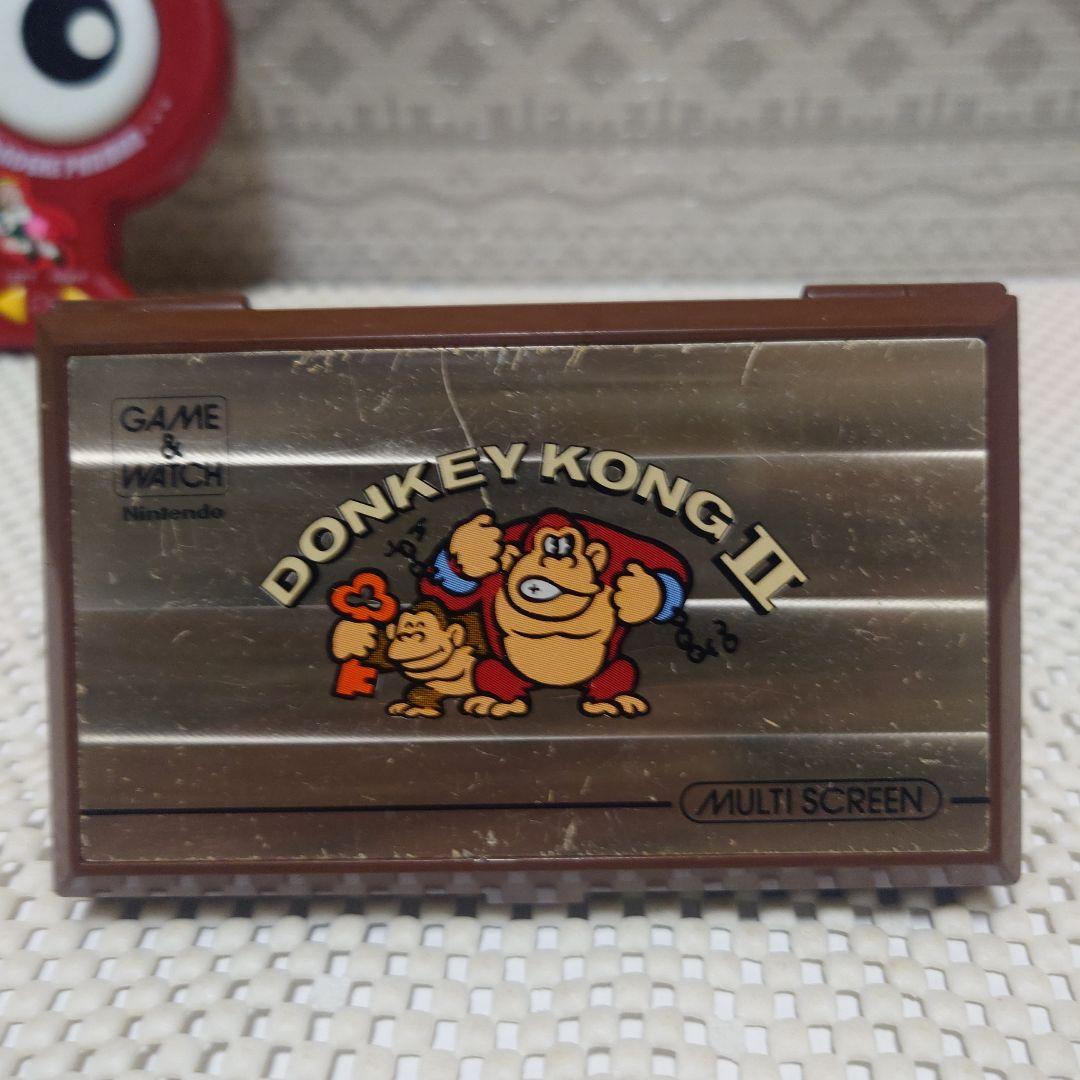 GAME
&
WATCH
Nintendo
DONKEY KONG II
MULTI SCREEN